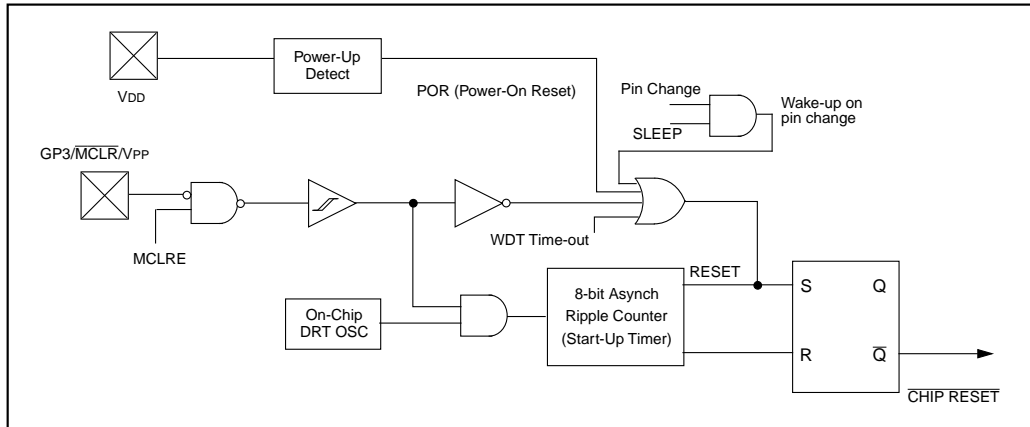 Power-Up
Detect
VDD
POR (Power-On Reset)
Pin Change
SLEEP
Wake-up on
pin change
GP3/MCLR/VPP
MCLRE
WDT Time-out
RESET
On-Chip
DRT OSC
8-bit Asynch
Ripple Counter
(Start-Up Timer)
S
Q
R
Q
CHIP RESET